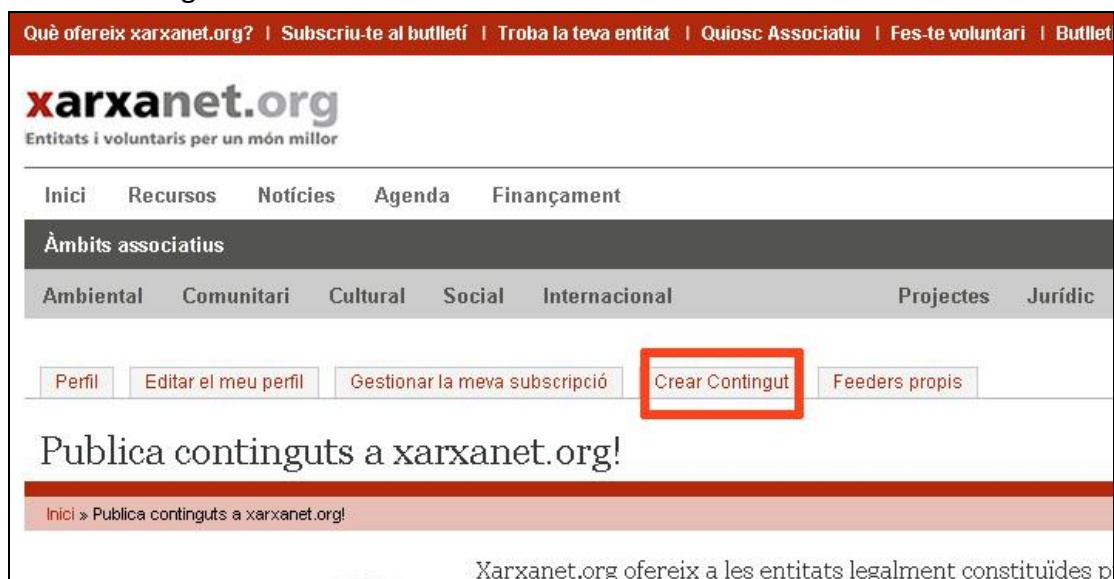 Què ofereix xarxanet.org? | Subscriu-te al butlletí | Troba la teva entitat | Quiosc Associatiu | Fes-te voluntari | Butllet
xarxanet.org
Entitats i voluntaris per un món millor
Inici Recursos Notícies Agenda Finançament
Àmbits associatius
Ambiental Comunitari Cultural Social Internacional Projectes Jurídic
Perfil Editar el meu perfil Gestionar la meva subscripció Crear Contingut Feeders propis
Publica continguts a xarxanet.org!
Inici » Publica continguts a xarxanet.org!
Xarxanet.org ofereix a les entitats legalment constituïdes p